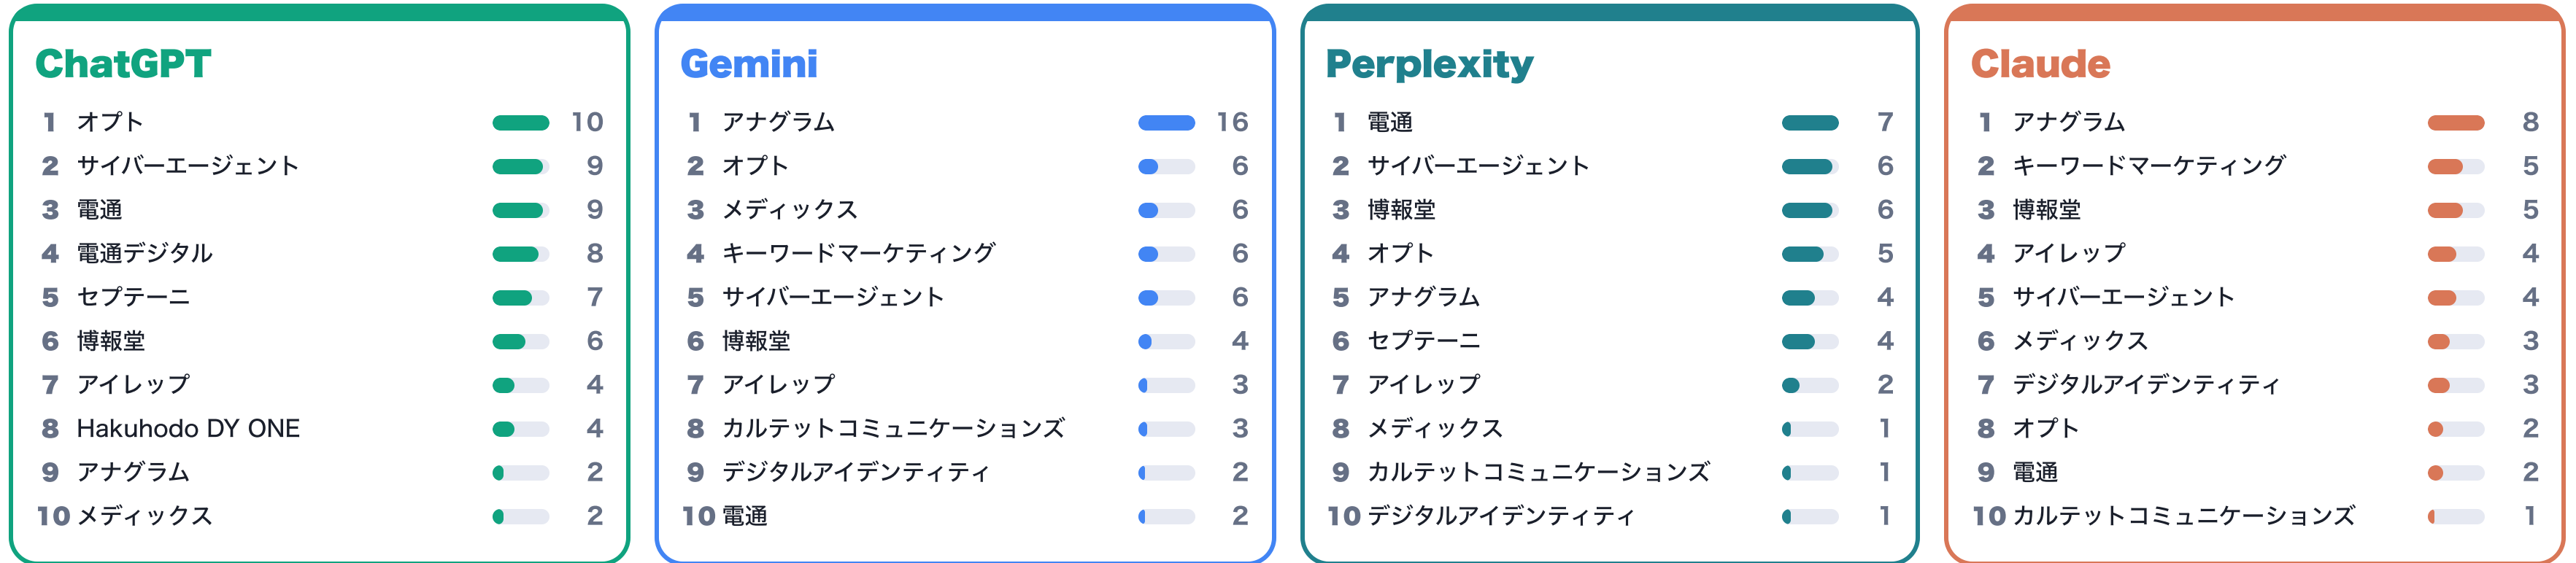 ChatGPT
1 オプト 10
2 サイバーエージェント 9
3 電通 9
4 電通デジタル 8
5 セプテーニ 7
6 博報堂 6
7 アイレップ 4
8 Hakuhodo DY ONE 4
9 アナグラム 2
10 メディックス 2
Gemini
1 アナグラム 16
2 オプト 6
3 メディックス 6
4 キーワードマーケティング 6
5 サイバーエージェント 6
6 博報堂 4
7 アイレップ 3
8 カルテットコミュニケーションズ 3
9 デジタルアイデンティティ 2
10 電通 2
Perplexity
1 電通 7
2 サイバーエージェント 6
3 博報堂 6
4 オプト 5
5 アナグラム 4
6 セプテーニ 4
7 アイレップ 2
8 メディックス 1
9 カルテットコミュニケーションズ 1
10 デジタルアイデンティティ 1
Claude
1 アナグラム 8
2 キーワードマーケティング 5
3 博報堂 5
4 アイレップ 4
5 サイバーエージェント 4
6 メディックス 3
7 デジタルアイデンティティ 3
8 オプト 2
9 電通 2
10 カルテットコミュニケーションズ 1